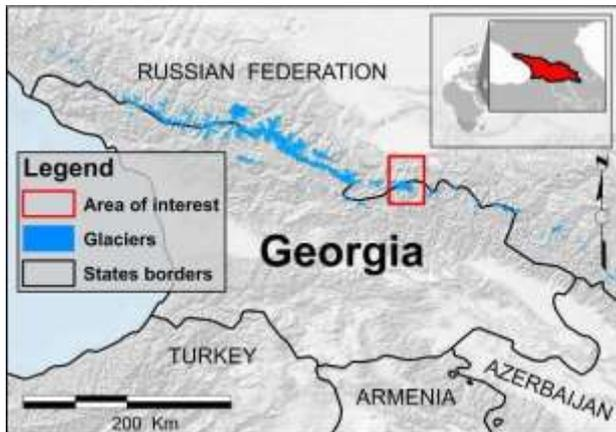 RUSSIAN FEDERATION
Legend
Area of interest
Glaciers
States borders
Georgia
TURKEY
ARMENIA
AZERBAIJAN
200 Km